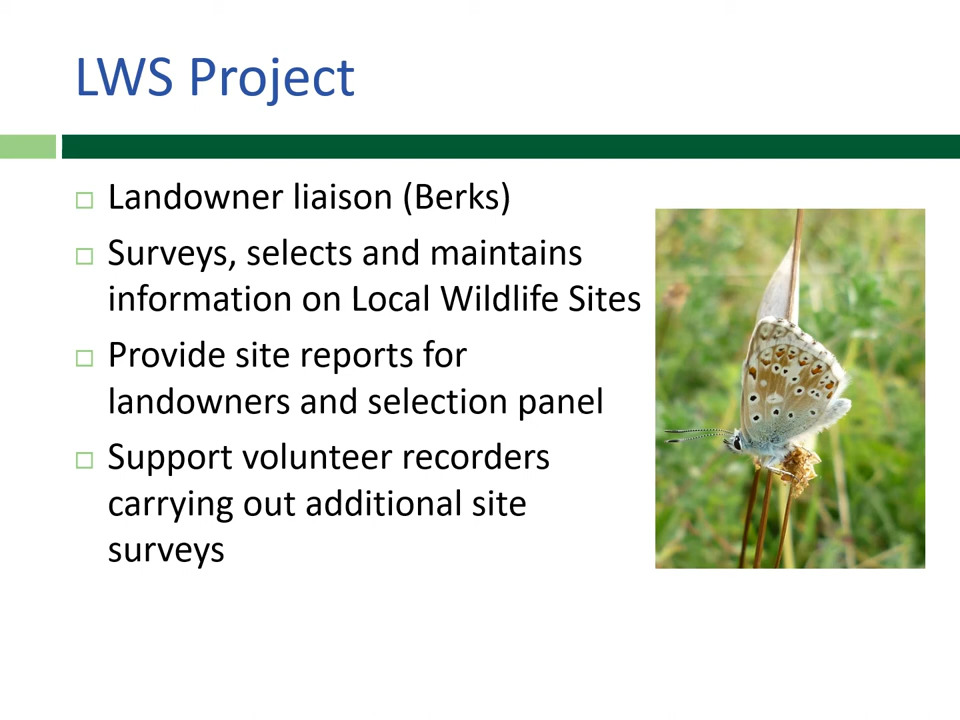 LWS Project
Landowner liaison (Berks)
Surveys, selects and maintains
information on Local Wildlife Sites
Provide site reports for
landowners and selection panel
Support volunteer recorders
carrying out additional site
surveys